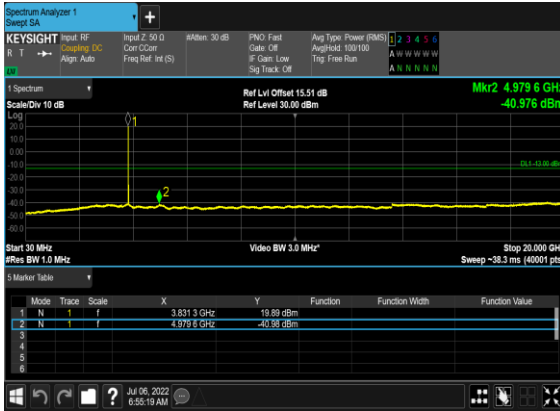 Spectrum Analyzer 1
Swept SA
+
KEYSIGHT
R T
Input: RF
Coupling: DC
Align: Auto
Input Z: 50 Ω
Corr CCorr
Freq Ref: Int (S)
#Atten: 30 dB
PNO: Fast
Gate: Off
IF Gain: Low
Sig Track: Off
Avg Type: Power (RMS)
Avg|Hold: 100/100
Trig: Free Run
1 2 3 4 5 6
A W W W W W
A N N N N N
1 Spectrum
Scale/Div 10 dB
Ref Lvl Offset 15.51 dB
Ref Level 30.00 dBm
Mkr2 4.979 6 GHz
-40.976 dBm
Log
20.0
10.0
0.00
-10.0
-20.0
-30.0
-40.0
-50.0
-60.0
1
2
DL1 -13.00 dBm
Start 30 MHz
#Res BW 1.0 MHz
Video BW 3.0 MHz*
Stop 20.000 GH
Sweep ~38.3 ms (40001 pts
5 Marker Table
Mode Trace Scale X Y Function Function Width Function Value
1 N 1 f 3.831 3 GHz 19.89 dBm
2 N 1 f 4.979 6 GHz -40.98 dBm
3
4
5
6
?
Jul 06, 2022
6:55:19 AM